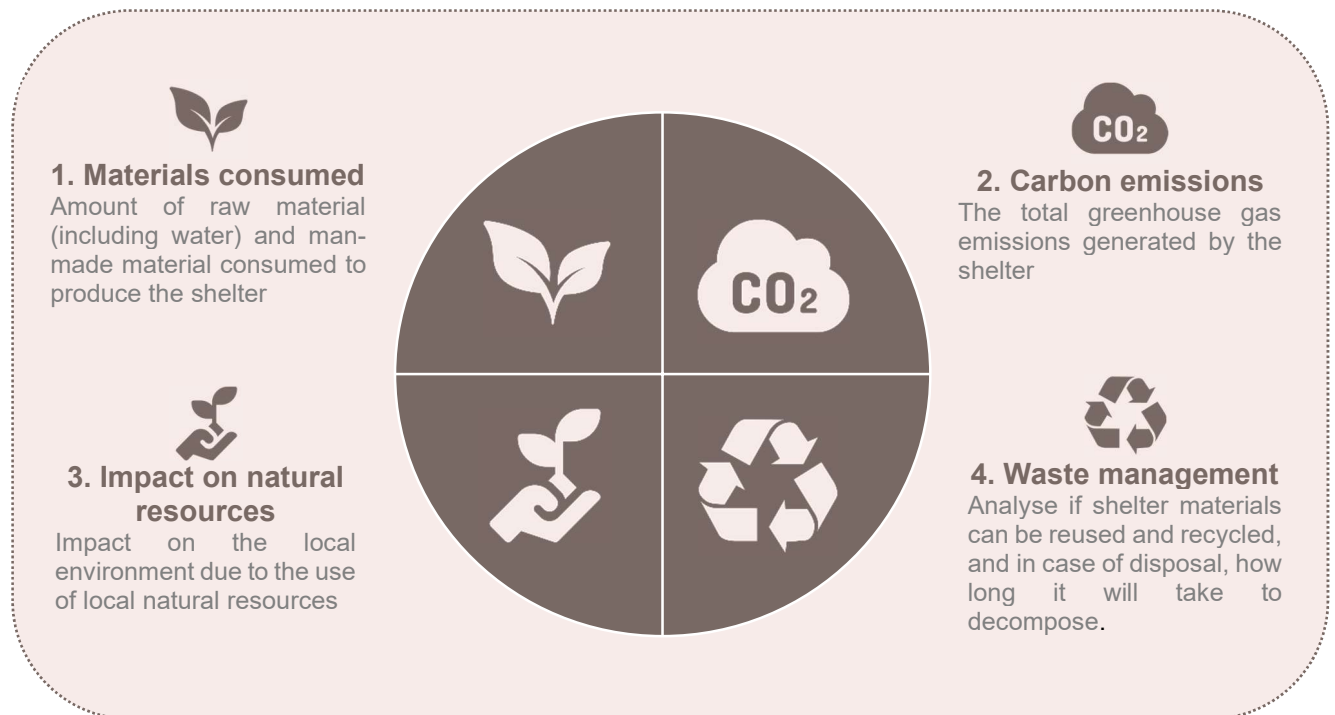 1. Materials consumed
Amount of raw material
(including water) and man-
made material consumed to
produce the shelter
CO2
2. Carbon emissions
The total greenhouse gas
emissions generated by the
shelter
CO2
3. Impact on natural
resources
Impact on the local
environment due to the use
of local natural resources
4. Waste management
Analyse if shelter materials
can be reused and recycled,
and in case of disposal, how
long it will take to
decompose.